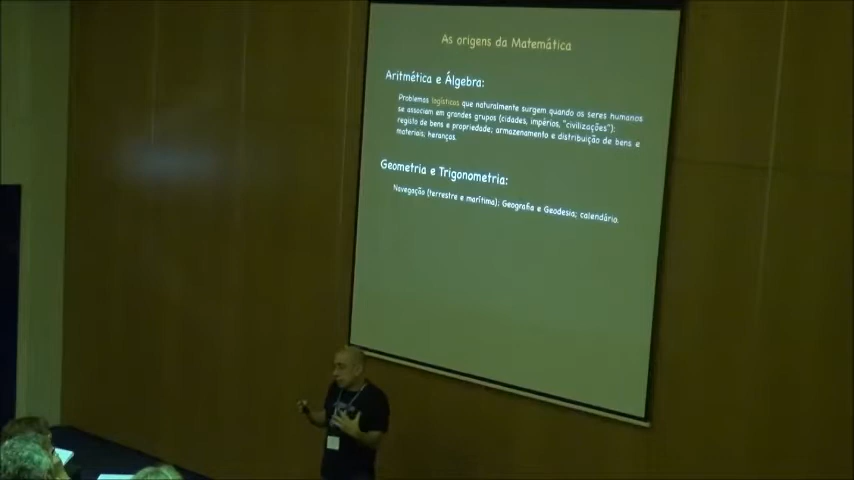 As origens da Matemática
Aritmética e Álgebra:
Problemas logísticos que naturalmente surgem quando os seres humanos
se associam em grandes grupos (cidades, impérios, "civilizações"):
registo de bens e propriedade; armazenamento e distribuição de bens e
materiais; heranças.
Geometria e Trigonometria:
Navegação (terrestre e marítima); Geografia e Geodesia; calendário.